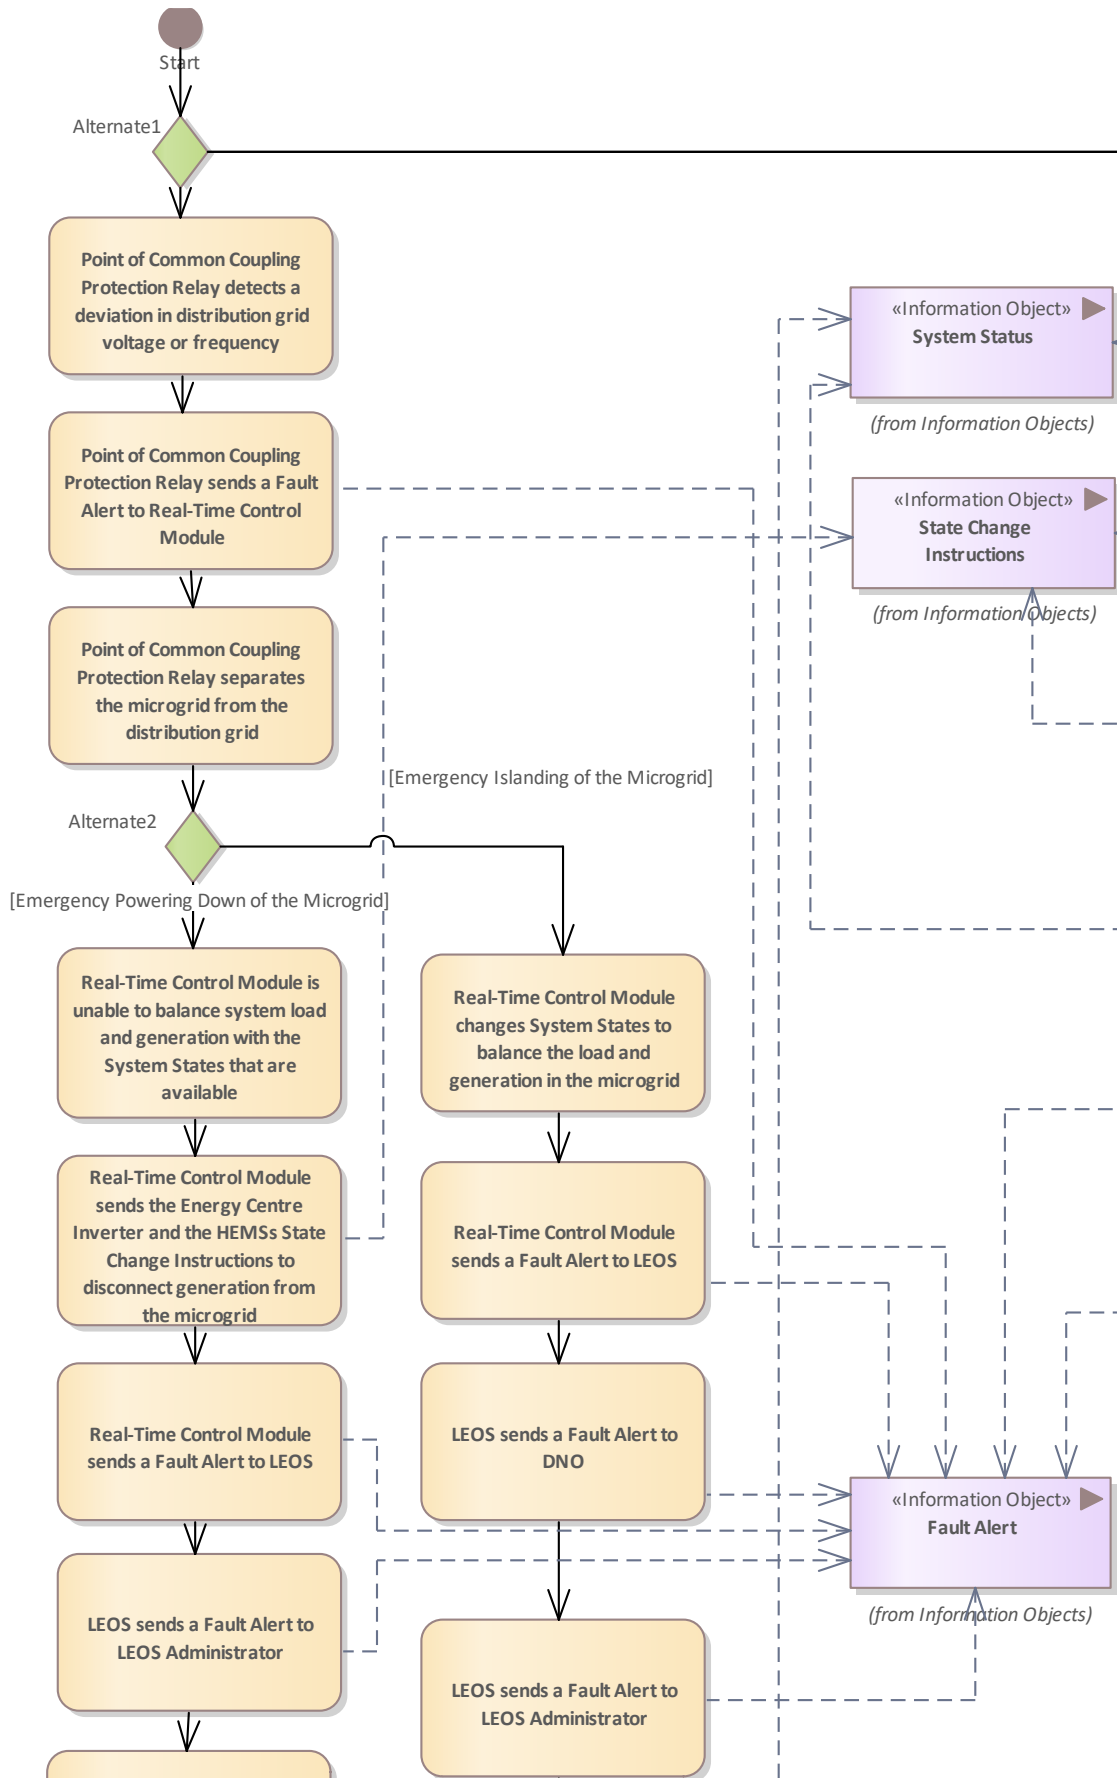 Start
Alternate1
Point of Common Coupling
Protection Relay detects a
deviation in distribution grid
voltage or frequency
«Information Object»
System Status
(from Information Objects)
Point of Common Coupling
Protection Relay sends a Fault
Alert to Real-Time Control
Module
«Information Object»
State Change
Instructions
(from Information Objects)
Point of Common Coupling
Protection Relay separates
the microgrid from the
distribution grid
[Emergency Islanding of the Microgrid]
Alternate2
[Emergency Powering Down of the Microgrid]
Real-Time Control Module is
unable to balance system load
and generation with the
System States that are
available
Real-Time Control Module
changes System States to
balance the load and
generation in the microgrid
Real-Time Control Module
sends the Energy Centre
Inverter and the HEMSs State
Change Instructions to
disconnect generation from
the microgrid
Real-Time Control Module
sends a Fault Alert to LEOS
Real-Time Control Module
sends a Fault Alert to LEOS
LEOS sends a Fault Alert to
DNO
«Information Object»
Fault Alert
(from Information Objects)
LEOS sends a Fault Alert to
LEOS Administrator
LEOS sends a Fault Alert to
LEOS Administrator